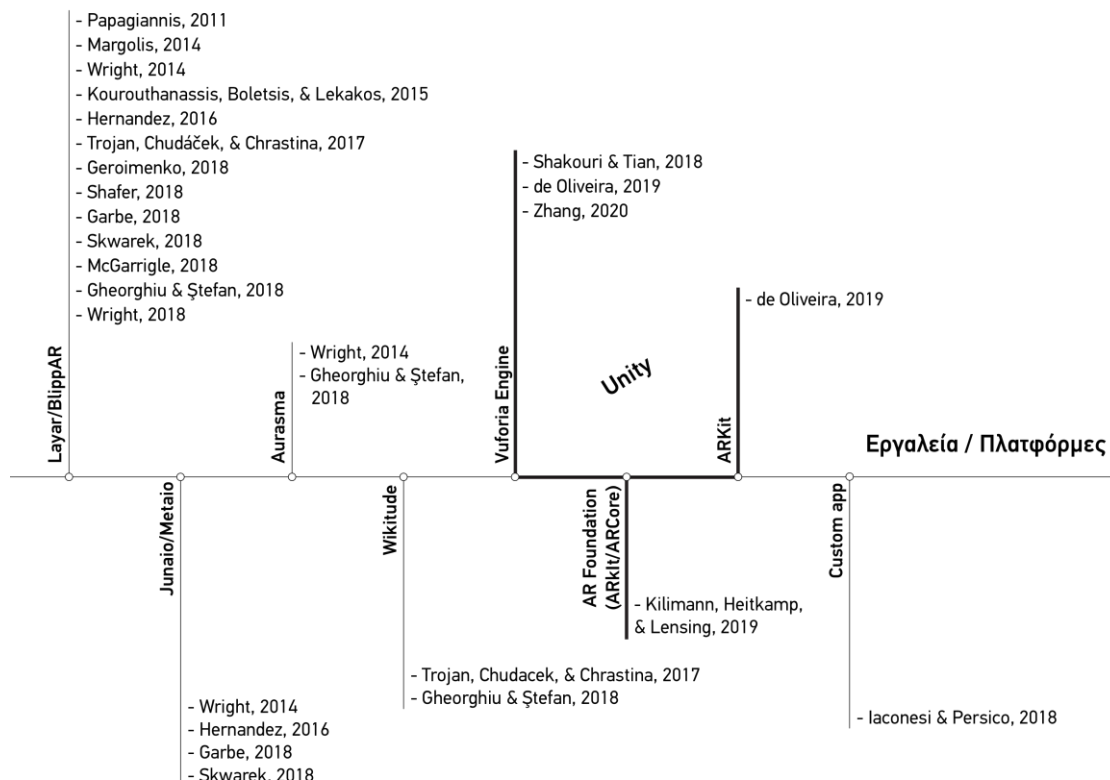 - Papagiannis, 2011
- Margolis, 2014
- Wright, 2014
- Kourouthanassis, Boletsis, & Lekakos, 2015
- Hernandez, 2016
- Trojan, Chudáček, & Chrastina, 2017
- Geroimenko, 2018
- Shafer, 2018
- Garbe, 2018
- Skwarek, 2018
- McGarrigle, 2018
- Gheorghiu & Ştefan, 2018
- Wright, 2018
Layar/BlippAR
- Wright, 2014
- Gheorghiu & Ştefan,
2018
Aurasma
- Shakouri & Tian, 2018
- de Oliveira, 2019
- Zhang, 2020
Vuforia Engine
Unity
- de Oliveira, 2019
ARKit
Εργαλεία / Πλατφόρμες
Junaio/Metaio
- Wright, 2014
- Hernandez, 2016
- Garbe, 2018
- Skwarek, 2018
Wikitude
- Trojan, Chudacek, & Chrastina, 2017
- Gheorghiu & Ştefan, 2018
AR Foundation
(ARkIt/ARCore)
- Kilimann, Heitkamp,
& Lensing, 2019
Custom app
- Iaconesi & Persico, 2018